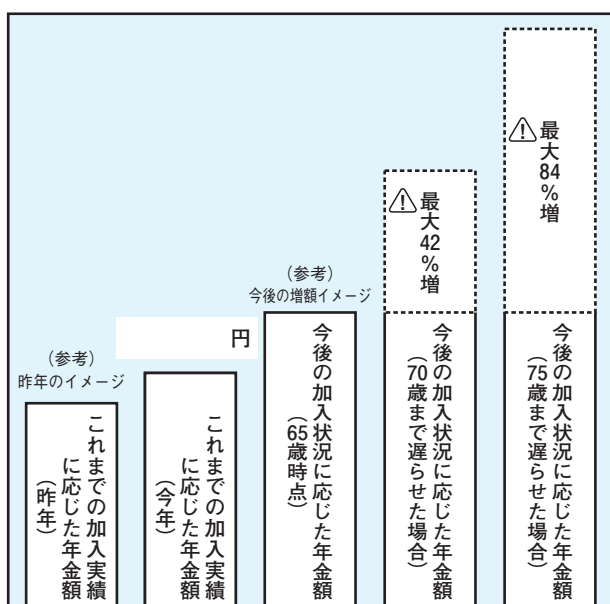 （参考）
昨年のイメージ
これまでの加入実績
に応じた年金額
（昨年）
円
これまでの加入実績
に応じた年金額
（今年）
（参考）
今後の増額イメージ
今後の加入状況に応じた年金額
（65歳時点）
最大42％増
今後の加入状況に応じた年金額
（70歳まで遅らせた場合）
最大84％増
今後の加入状況に応じた年金額
（75歳まで遅らせた場合）